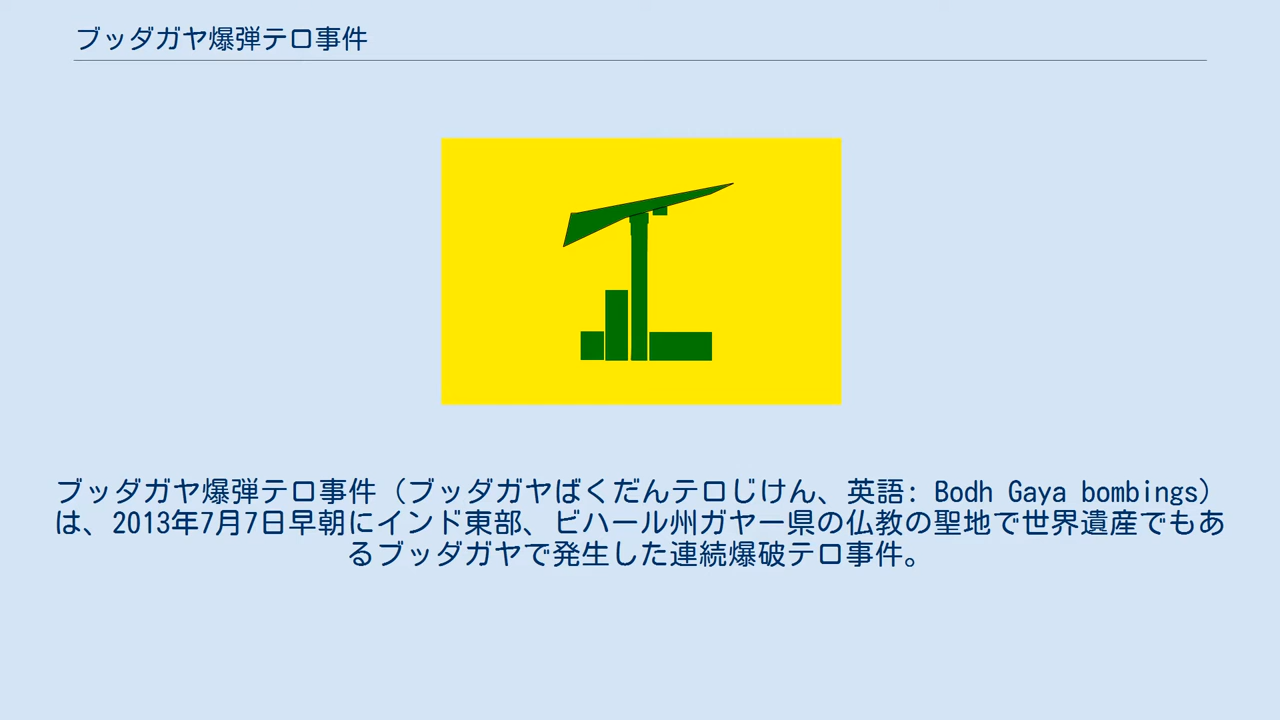 ブッダガヤ爆弾テロ事件
ブッダガヤ爆弾テロ事件（ブッダガヤばくだんテロじけん、英語: Bodh Gaya bombings）
は、2013年7月7日早朝にインド東部、ビハール州ガヤー県の仏教の聖地で世界遺産でもあ
るブッダガヤで発生した連続爆破テロ事件。